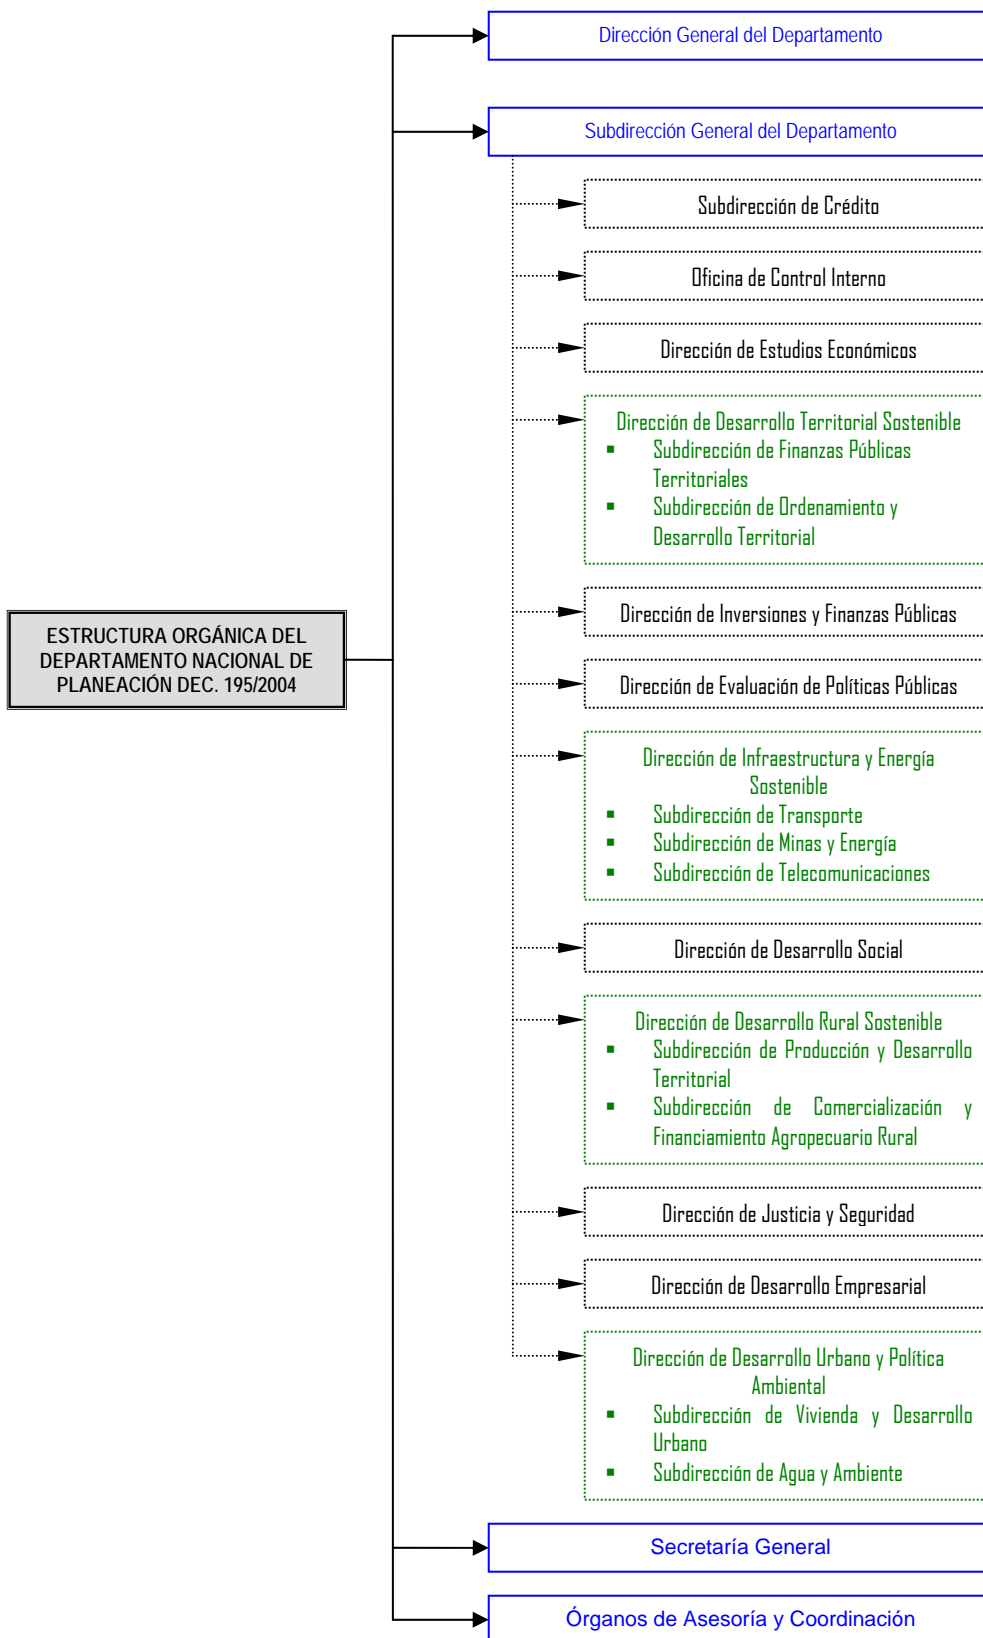 Dirección General del Departamento
Subdirección General del Departamento
Subdirección de Crédito
Oficina de Control Interno
Dirección de Estudios Económicos
Dirección de Desarrollo Territorial Sostenible
▪ Subdirección de Finanzas Públicas
Territoriales
▪ Subdirección de Ordenamiento y
Desarrollo Territorial
Dirección de Inversiones y Finanzas Públicas
ESTRUCTURA ORGÁNICA DEL
DEPARTAMENTO NACIONAL DE
PLANEACIÓN DEC. 195/2004
Dirección de Evaluación de Políticas Públicas
Dirección de Infraestructura y Energía
Sostenible
▪ Subdirección de Transporte
▪ Subdirección de Minas y Energía
▪ Subdirección de Telecomunicaciones
Dirección de Desarrollo Social
Dirección de Desarrollo Rural Sostenible
▪ Subdirección de Producción y Desarrollo
Territorial
▪ Subdirección de Comercialización y
Financiamiento Agropecuario Rural
Dirección de Justicia y Seguridad
Dirección de Desarrollo Empresarial
Dirección de Desarrollo Urbano y Política
Ambiental
▪ Subdirección de Vivienda y Desarrollo
Urbano
▪ Subdirección de Agua y Ambiente
Secretaría General
Órganos de Asesoría y Coordinación